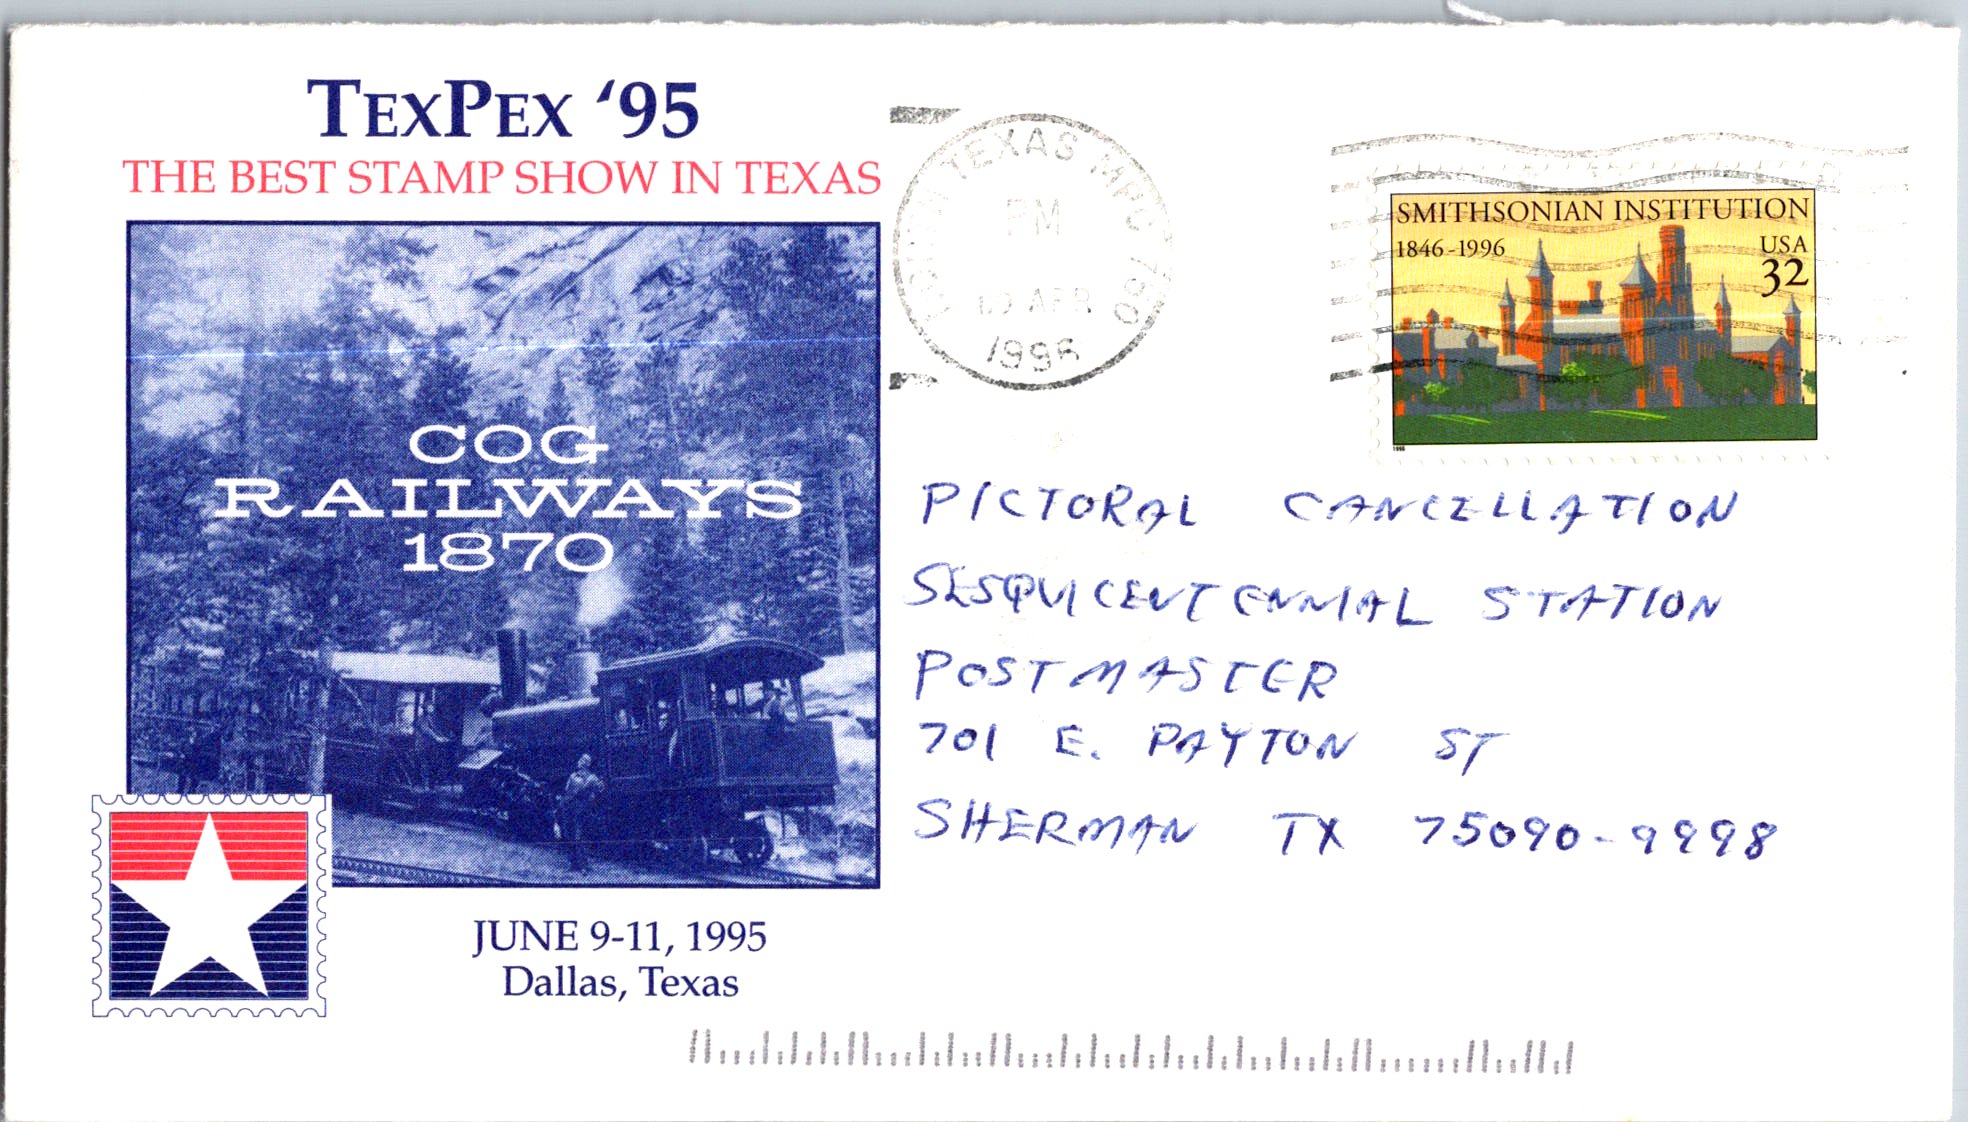 TEXPEX ‘95
THE BEST STAMP SHOW IN TEXAS
COG
RAILWAYS
1870
JUNE 9-11, 1995
Dallas, Texas
TEXAS MPC 780
PM
APR
SMITHSONIAN INSTITUTION
1846-1996
USA
32
1996
PICTORAL CANCELLATION
SESQUICENTENNIAL STATION
POSTMASTER
701 E. PAYTON ST
SHERMAN TX 75090-9998